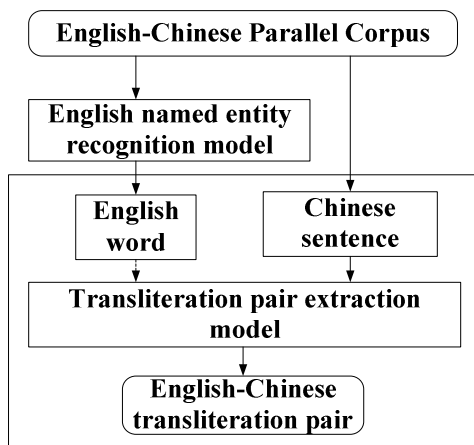 English-Chinese Parallel Corpus
English named entity
recognition model
English
word
Chinese
sentence
Transliteration pair extraction
model
English-Chinese
transliteration pair